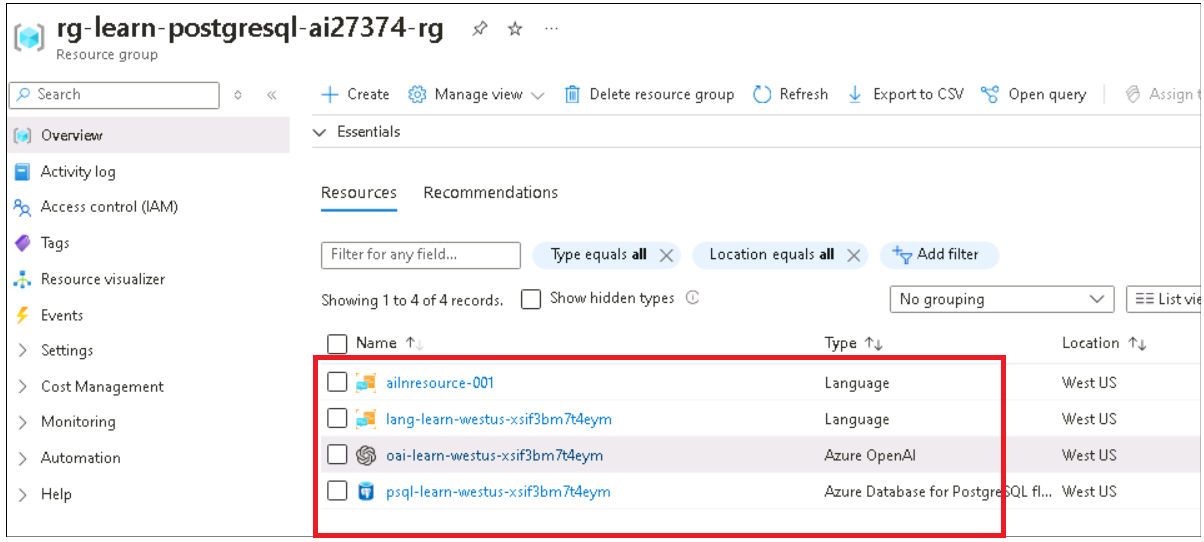 rg-learn-postgresql-ai27374-rg
Resource group
Search
Create Manage view Delete resource group Refresh Export to CSV Open query Assign t
Overview
Essentials
Activity log
Access control (IAM)
Resources Recommendations
Tags
Filter for any field... Type equals all Location equals all Add filter
Resource visualizer
Showing 1 to 4 of 4 records. Show hidden types No grouping List vie
Events
Settings
Name Type Location
Cost Management
ailnresource-001 Language West US
Monitoring
lang-learn-westus-xsif3bm7t4eym Language West US
Automation
oai-learn-westus-xsif3bm7t4eym Azure OpenAI West US
Help
psql-learn-westus-xsif3bm7t4eym Azure Database for PostgreSQL fl... West US